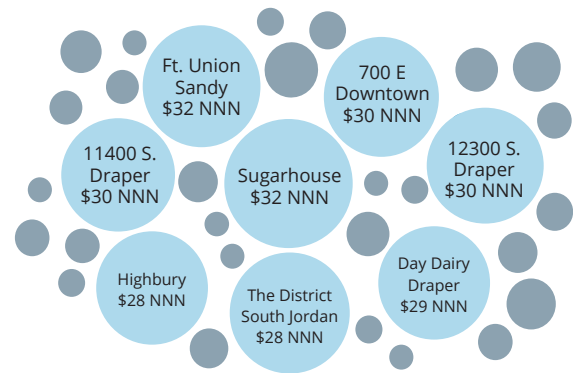 Ft. Union
Sandy
$32 NNN
700 E
Downtown
$30 NNN
11400 S.
Draper
$30 NNN
Sugarhouse
$32 NNN
12300 S.
Draper
$30 NNN
Highbury
$28 NNN
The District
South Jordan
$28 NNN
Day Dairy
Draper
$29 NNN